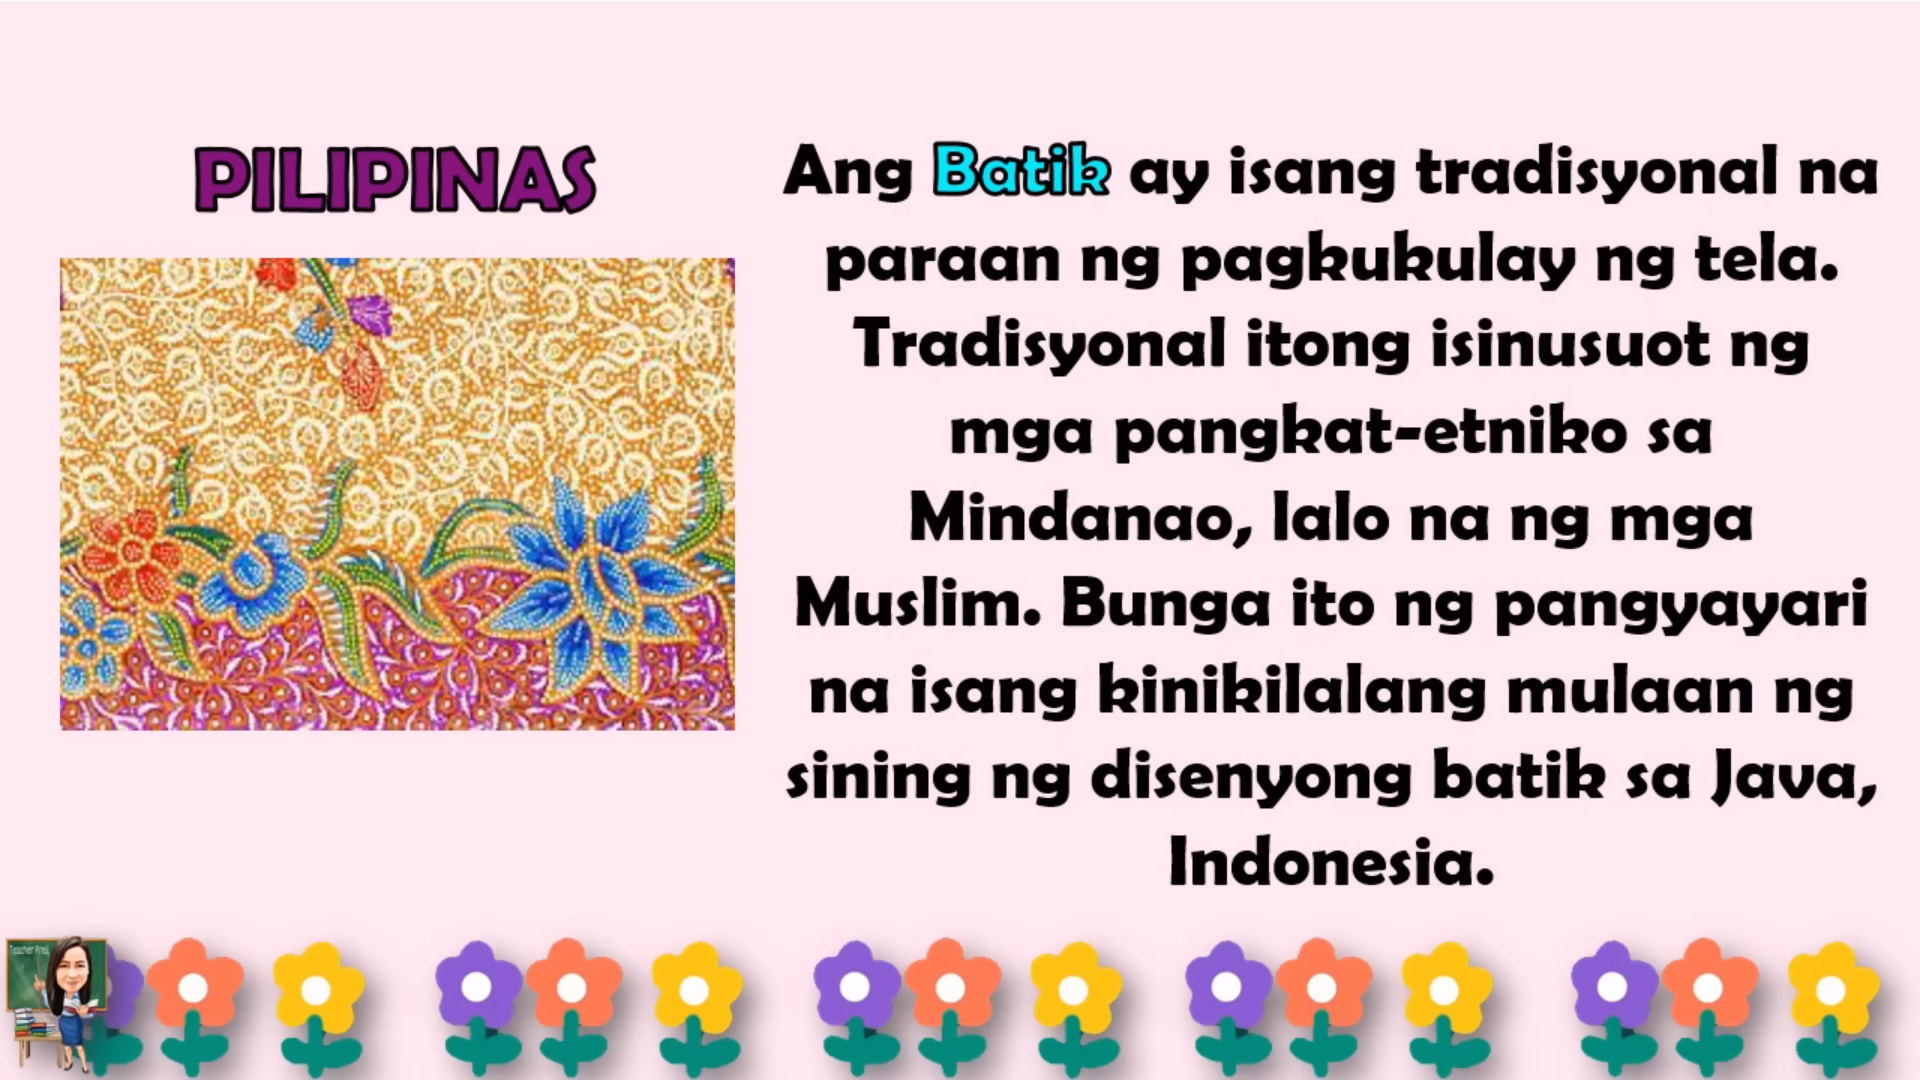 PILIPINAS
Ang Batik ay isang tradisyonal na
paraan ng pagkukulay ng tela.
Tradisyonal itong isinusuot ng
mga pangkat-etniko sa
Mindanao, lalo na ng mga
Muslim. Bunga ito ng pangyayari
na isang kinikilalang mulaan ng
sining ng disenyong batik sa Java,
Indonesia.